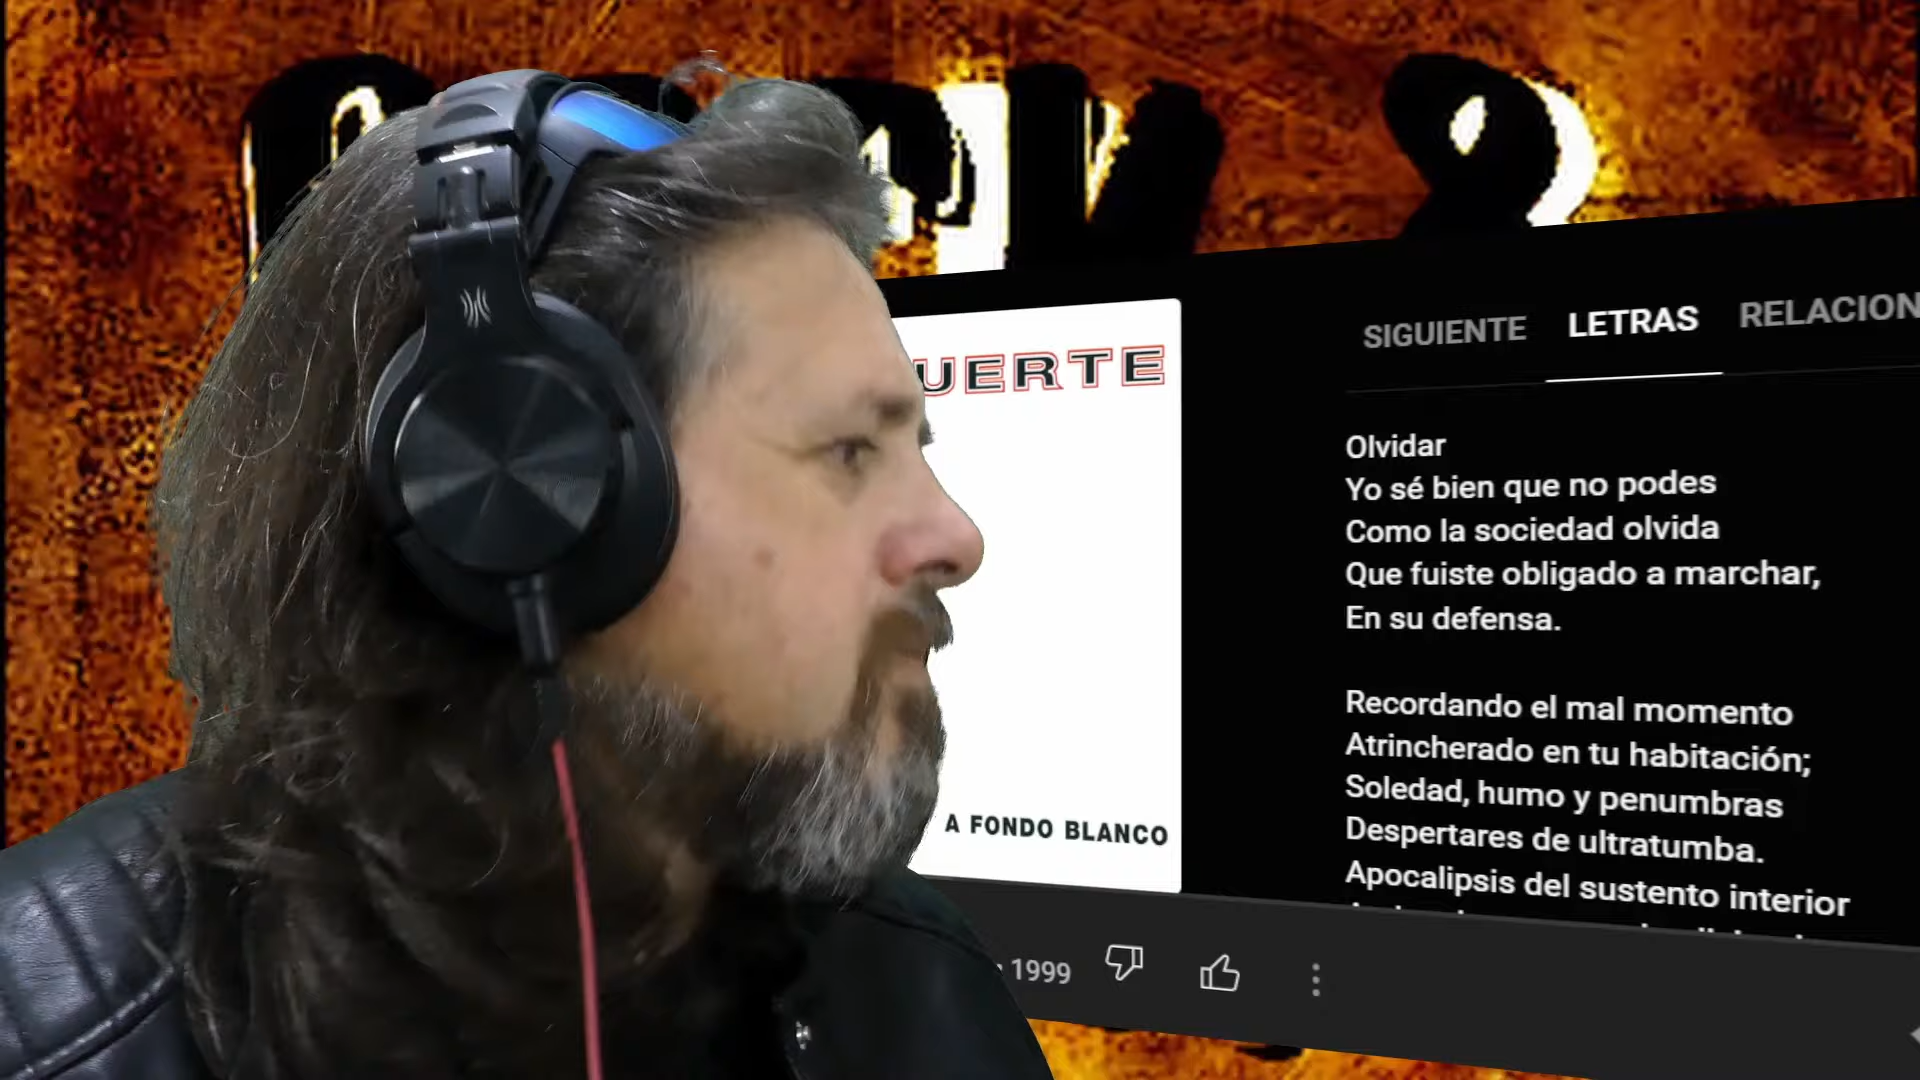 SIGUIENTE LETRAS
UERTE
Olvidar
Yo sé bien que no podes
Como la sociedad olvida
Que fuiste obligado a marchar,
En su defensa.
Recordando el mal momento
Atrincherado en tu habitación;
Soledad, humo y penumbras
Despertares de ultratumba.
Apocalipsis del sustento interior
A FONDO BLANCO
1999